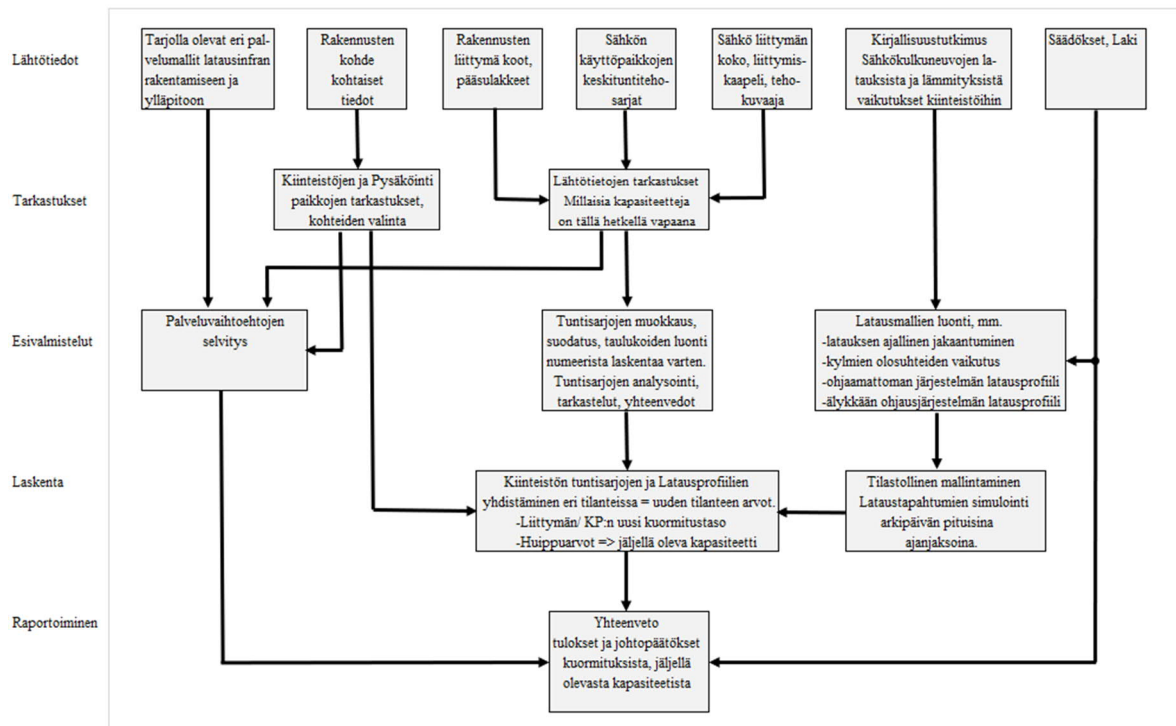 Lähtötiedot
Tarjolla olevat eri pal-
velumallit latausinfran
rakentamiseen ja
ylläpitoon
Rakennusten
kohde
kohtaiset
tiedot
Rakennusten
liittymä koot,
pääsulakkeet
Sähkön
käyttöpaikkojen
keskituntiteho-
sarjat
Sähkö liittymän
koko, liittymis-
kaapeli, teho-
kuvaaja
Kirjallisuustutkimus
Sähkökulkuneuvojen la-
tauksista ja lämmityksistä
vaikutukset kiinteistöihin
Säädökset, Laki
Tarkastukset
Kiinteistöjen ja Pysäköinti
paikkojen tarkastukset,
kohteiden valinta
Lähtötietojen tarkastukset
Millaisia kapasiteetteja
on tällä hetkellä vapaana
Esivalmistelut
Palveluvaihtoehtojen
selvitys
Tuntisarjojen muokkaus,
suodatus, taulukoiden luonti
numeerista laskentaa varten.
Tuntisarjojen analysointi,
tarkastelut, yhteenvedot
Latausmallien luonti, mm.
-latauksen ajallinen jakaantuminen
-kylmien olosuhteiden vaikutus
-ohjaamattoman järjestelmän latausprofiili
-älykkään ohjausjärjestelmän latausprofiili
Laskenta
Kiinteistön tuntisarjojen ja Latausprofiilien
yhdistäminen eri tilanteissa = uuden tilanteen arvot.
-Liittymän/ KP:n uusi kuormitustaso
-Huippuarvot => jäljellä oleva kapasiteetti
Tilastollinen mallintaminen
Lataustapahtumien simulointi
arkipäivän pituisina
ajanjaksoina.
Raportoiminen
Yhteenveto
tulokset ja johtopäätökset
kuormituksista, jäljellä
olevasta kapasiteetista